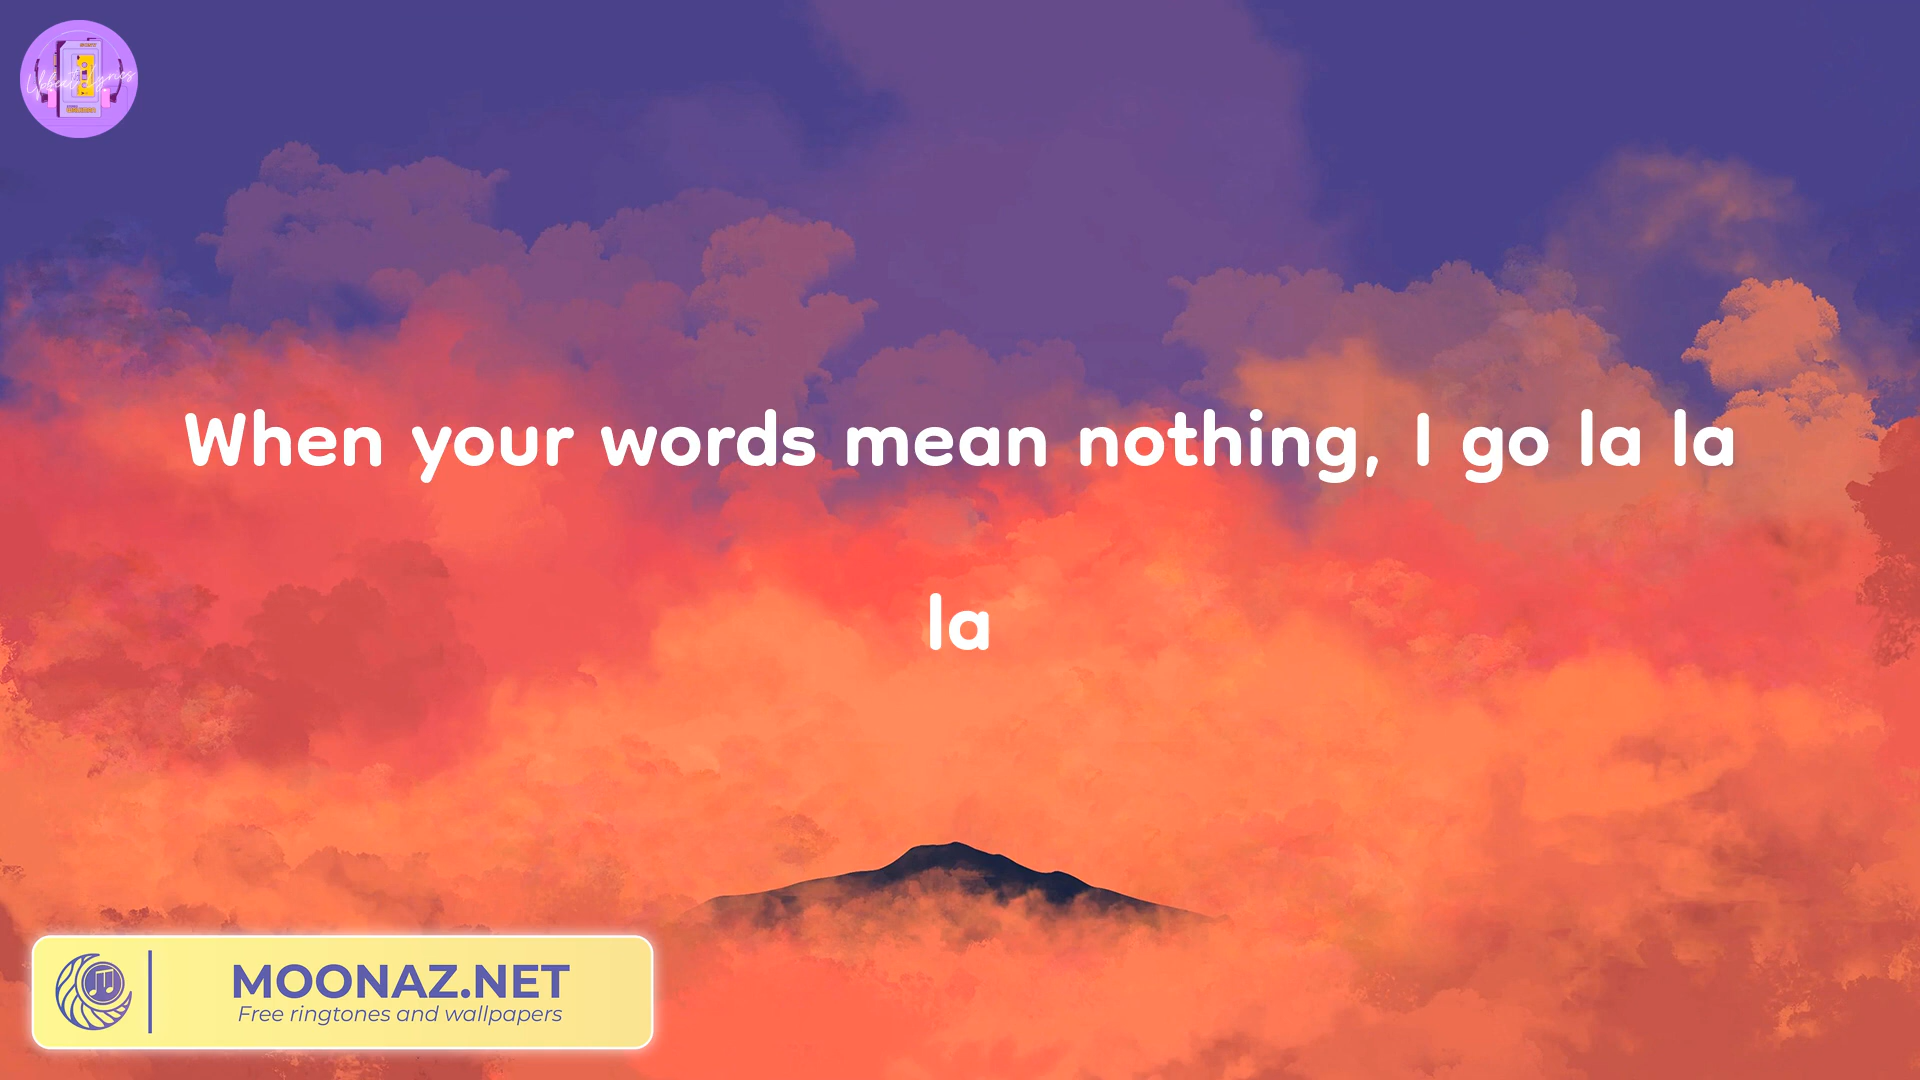 When your words mean nothing, I go la la
la
MOONAZ.NET
Free ringtones and wallpapers